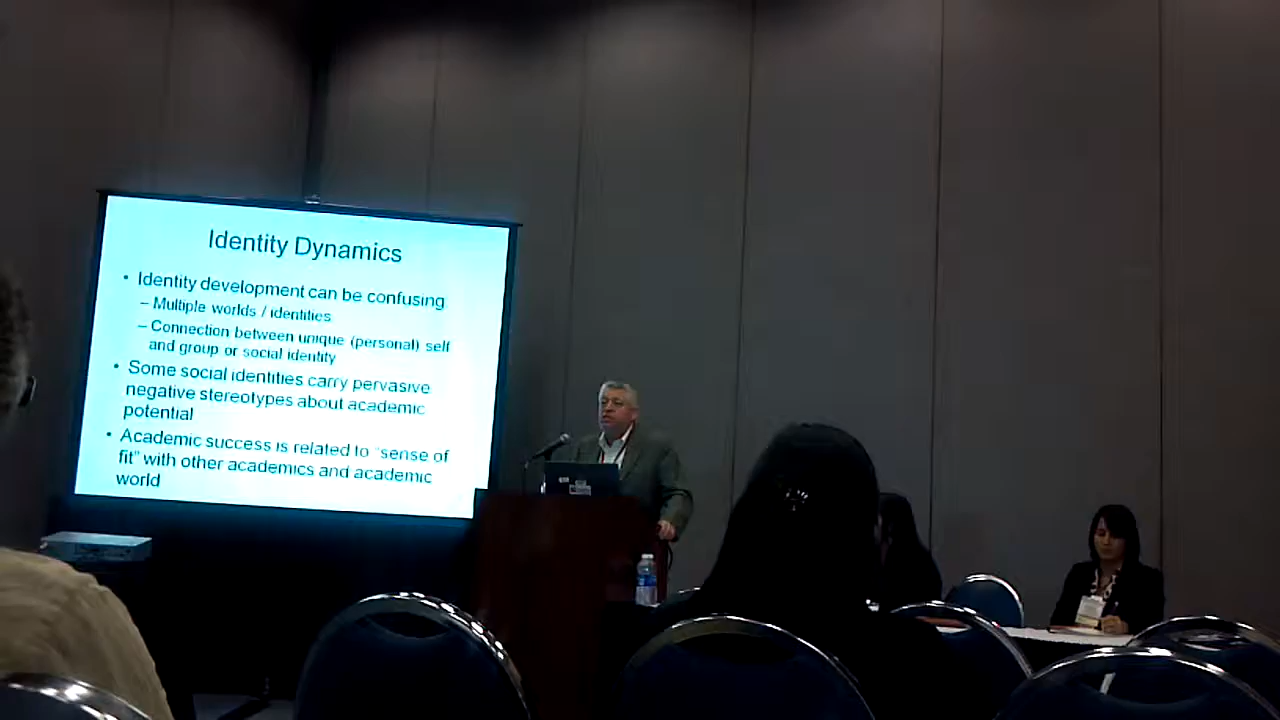 Identity Dynamics
• Identity development can be confusing
– Multiple worlds / identities
– Connection between unique (personal) self
and group or social identity
• Some social identities carry pervasive
negative stereotypes about academic
potential
• Academic success is related to "sense of
fit" with other academics and academic
world